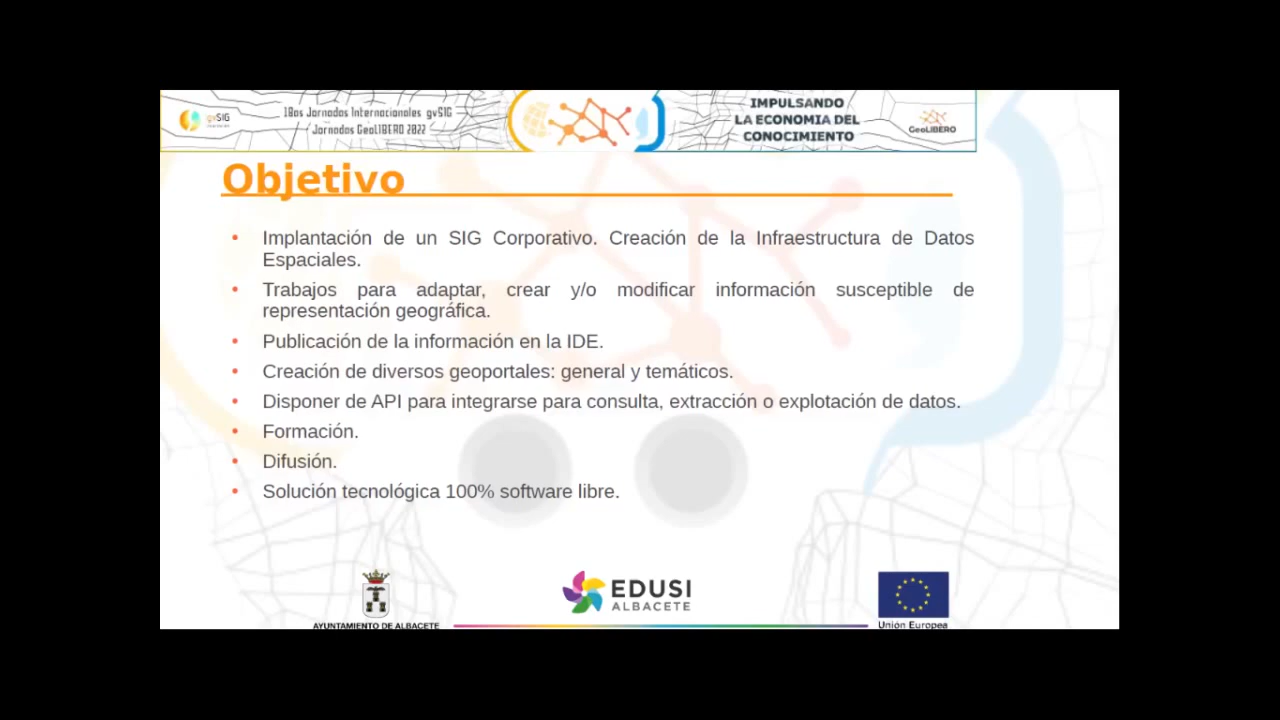 gvSIG
18as Jornadas Internacionales gvSIG
Jornadas GeoLIBERO 2022
IMPULSANDO
LA ECONOMIA DEL
CONOCIMIENTO
GeoLIBERO
Objetivo
• Implantación de un SIG Corporativo. Creación de la Infraestructura de Datos
Espaciales.
• Trabajos para adaptar, crear y/o modificar información susceptible de
representación geográfica.
• Publicación de la información en la IDE.
• Creación de diversos geoportales: general y temáticos.
• Disponer de API para integrarse para consulta, extracción o explotación de datos.
• Formación.
• Difusión.
• Solución tecnológica 100% software libre.
AYUNTAMIENTO DE ALBACETE
EDUSI
ALBACETE
Unión Europea